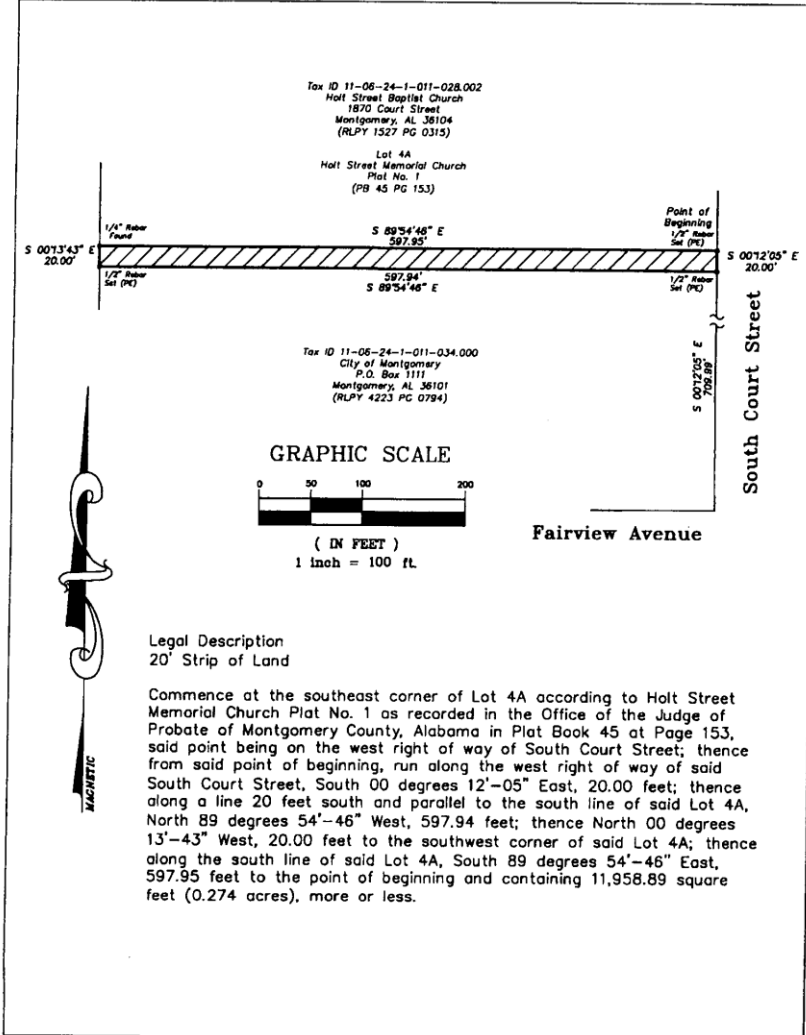 Tax ID 11-06-24-1-011-028.002
Holt Street Baptist Church
1870 Court Street
Montgomery, AL 36104
(RLPY 1527 PG 0315)
Lot 4A
Holt Street Memorial Church
Plat No. 1
(PB 45 PG 153)
Point of
Beginning
1/4" Rebar
Found
S 89°54'46" E
597.95'
1/2" Rebar
Set (PE)
S 00°13'43" E
20.00'
S 00°12'05" E
20.00'
1/2" Rebar
Set (PE)
597.94'
S 89°54'46" E
1/2" Rebar
Set (PE)
Tax ID 11-06-24-1-011-034.000
City of Montgomery
P.O. Box 1111
Montgomery, AL 36101
(RLPY 4223 PG 0794)
S 00°12'05" E
709.89'
South Court Street
GRAPHIC SCALE
0 50 100 200
( IN FEET )
1 inch = 100 ft.
Fairview Avenue
MAGNETIC
Legal Description
20' Strip of Land
Commence at the southeast corner of Lot 4A according to Holt Street
Memorial Church Plat No. 1 as recorded in the Office of the Judge of
Probate of Montgomery County, Alabama in Plat Book 45 at Page 153,
said point being on the west right of way of South Court Street; thence
from said point of beginning, run along the west right of way of said
South Court Street, South 00 degrees 12'-05" East, 20.00 feet; thence
along a line 20 feet south and parallel to the south line of said Lot 4A,
North 89 degrees 54'-46" West, 597.94 feet; thence North 00 degrees
13'-43" West, 20.00 feet to the southwest corner of said Lot 4A; thence
along the south line of said Lot 4A, South 89 degrees 54'-46" East,
597.95 feet to the point of beginning and containing 11,958.89 square
feet (0.274 acres), more or less.